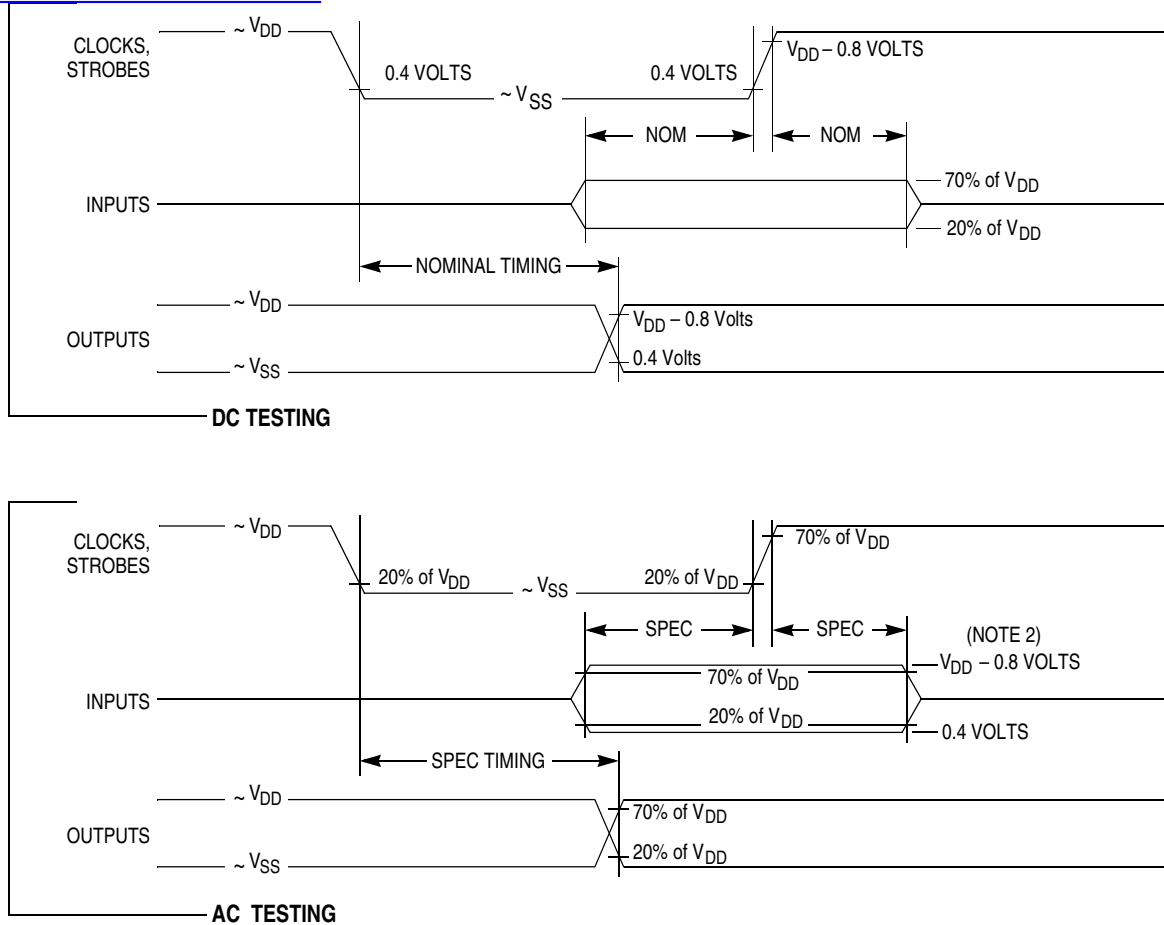 ~ VDD
CLOCKS,
STROBES
0.4 VOLTS
~ VSS
0.4 VOLTS
VDD – 0.8 VOLTS
NOM
NOM
INPUTS
70% of VDD
20% of VDD
NOMINAL TIMING
~ VDD
OUTPUTS
VDD – 0.8 Volts
0.4 Volts
~ VSS
DC TESTING
~ VDD
CLOCKS,
STROBES
20% of VDD
~ VSS
20% of VDD
70% of VDD
SPEC
SPEC
(NOTE 2)
VDD – 0.8 VOLTS
INPUTS
70% of VDD
20% of VDD
0.4 VOLTS
SPEC TIMING
~ VDD
OUTPUTS
70% of VDD
20% of VDD
~ VSS
AC TESTING